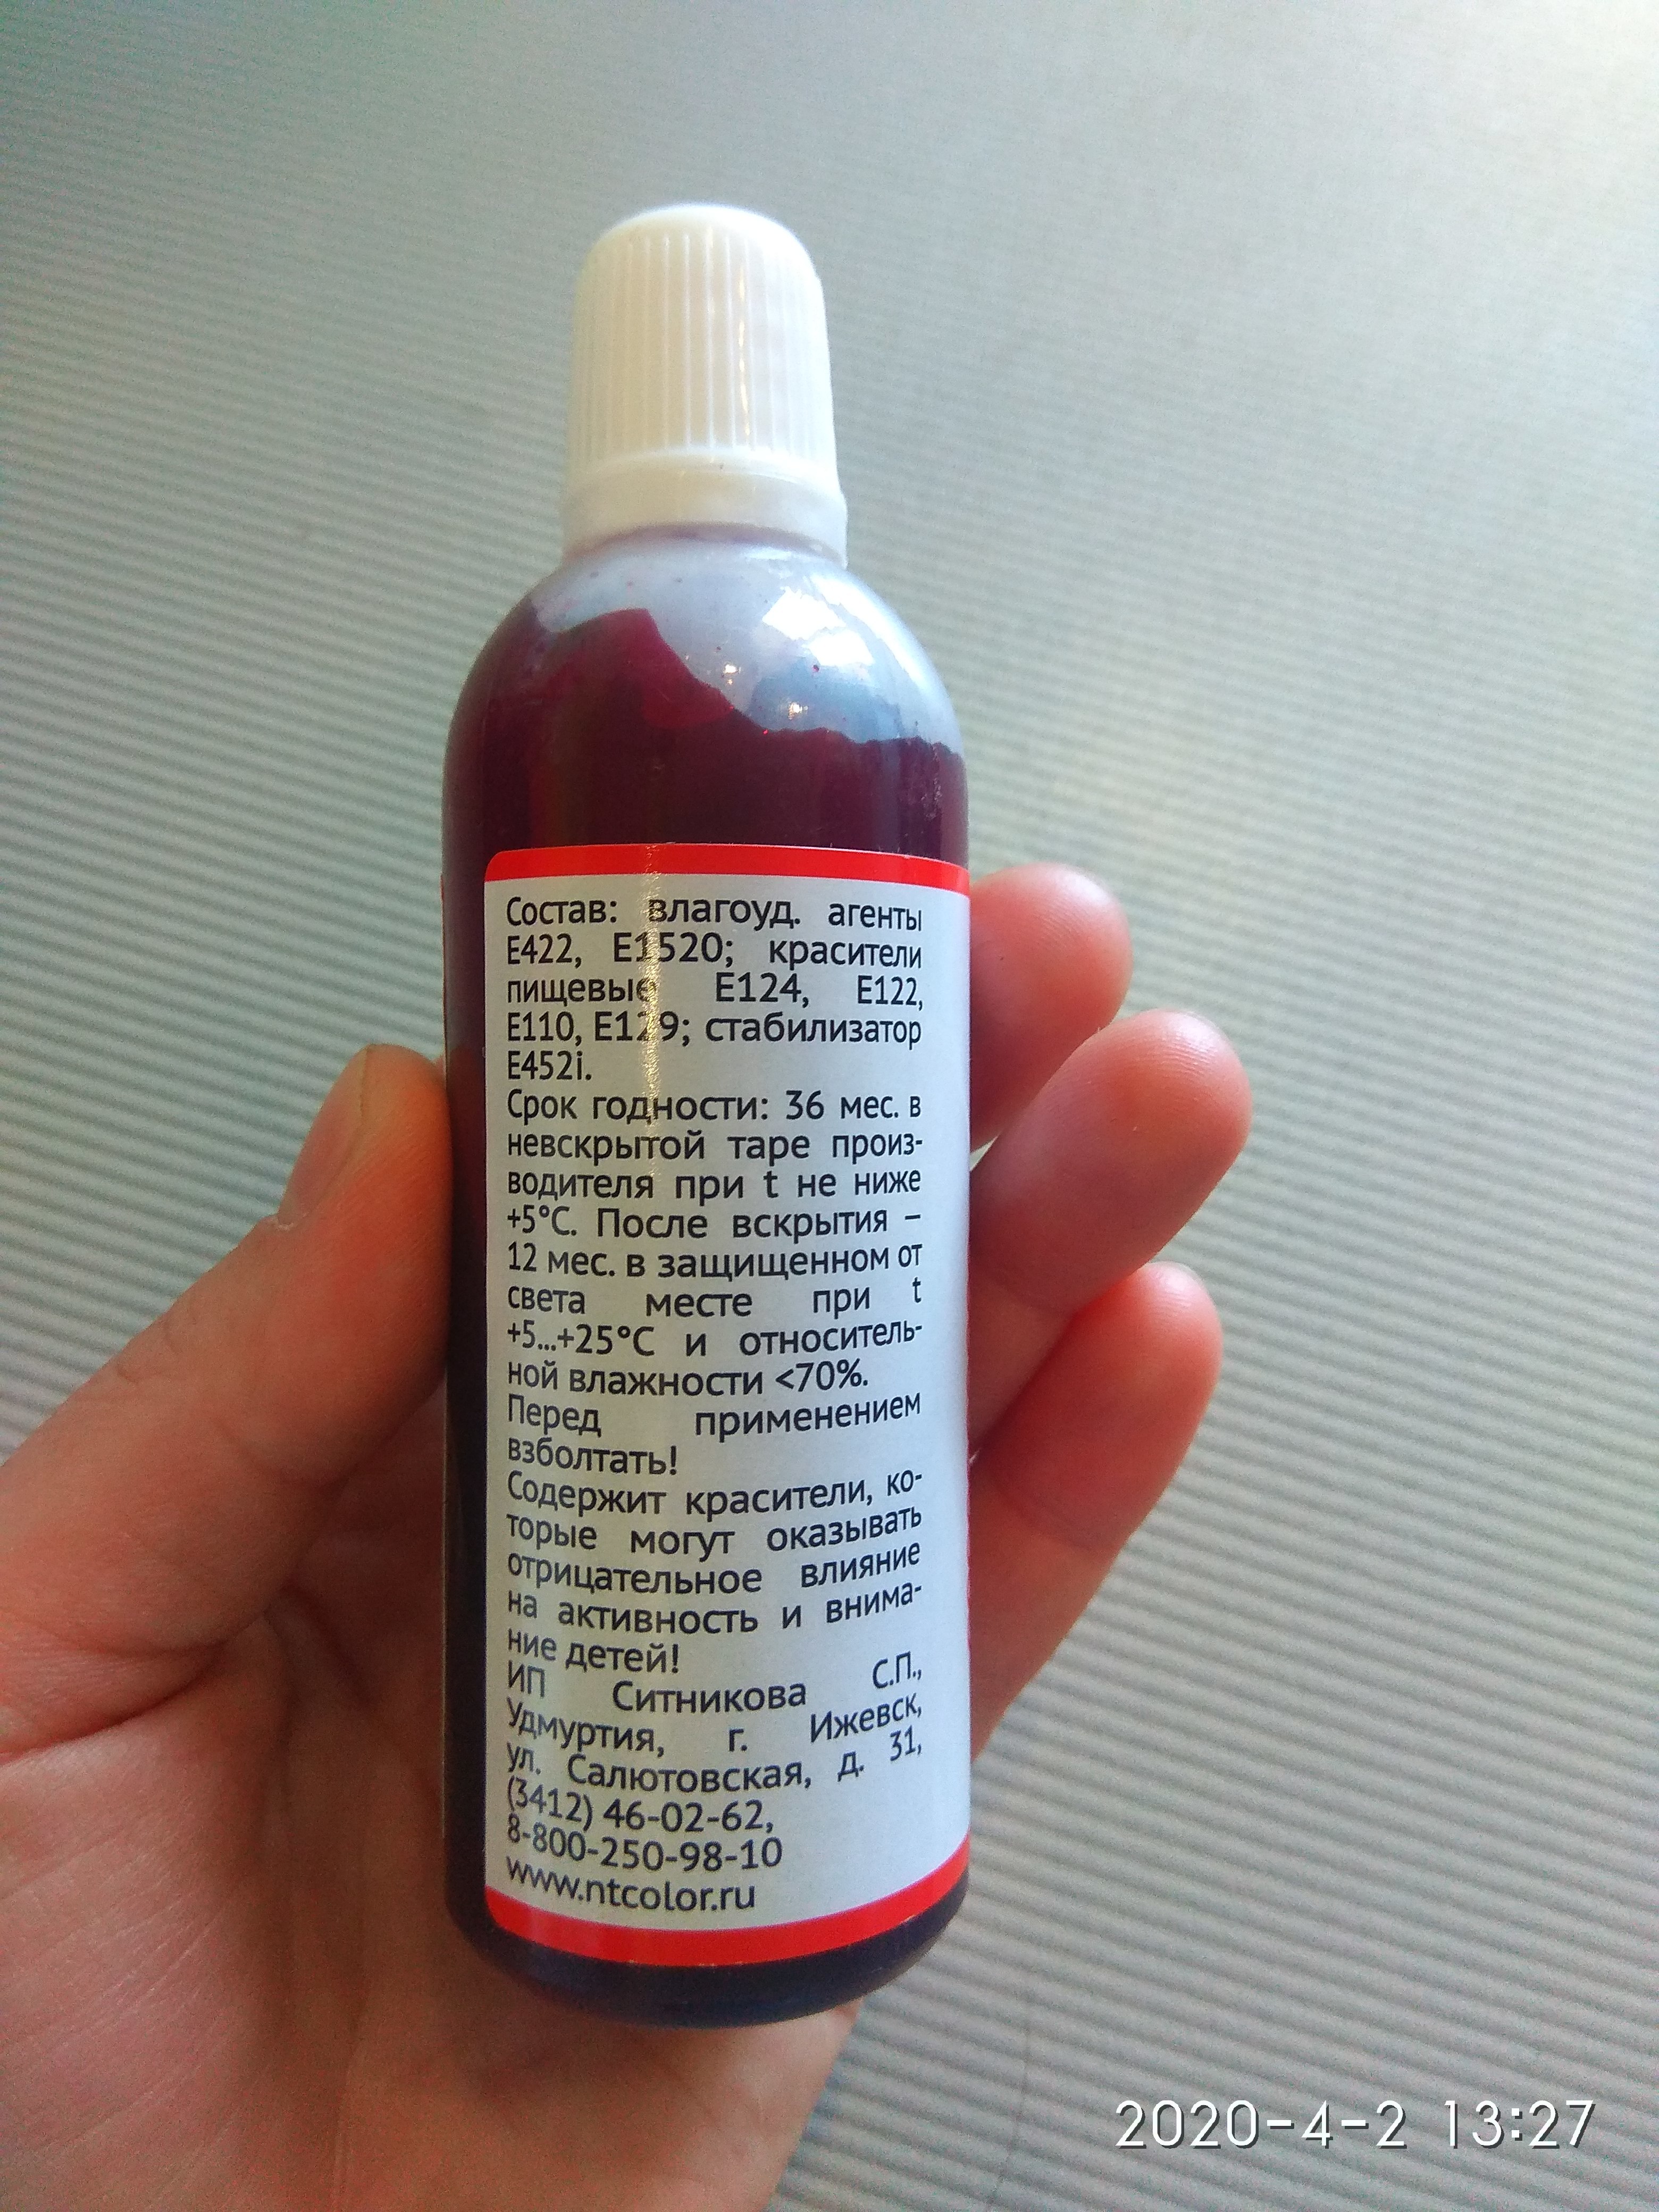 Состав: влагоуд. агенты
Е422, Е1520; красители
пищевые Е124, Е122,
Е110, Е129; стабилизатор
Е452i.
Срок годности: 36 мес. в
невскрытой таре произ-
водителя при t не ниже
+5°С. После вскрытия –
12 мес. в защищенном от
света месте при t
+5...+25°С и относитель-
ной влажности <70%.
Перед применением
взболтать!
Содержит красители, ко-
торые могут оказывать
отрицательное влияние
на активность и внима-
ние детей!
ИП Ситникова С.П.,
Удмуртия, г. Ижевск,
ул. Салютовская, д. 31,
(3412) 46-02-62,
8-800-250-98-10
www.ntcolor.ru
2020-4-2 13:27